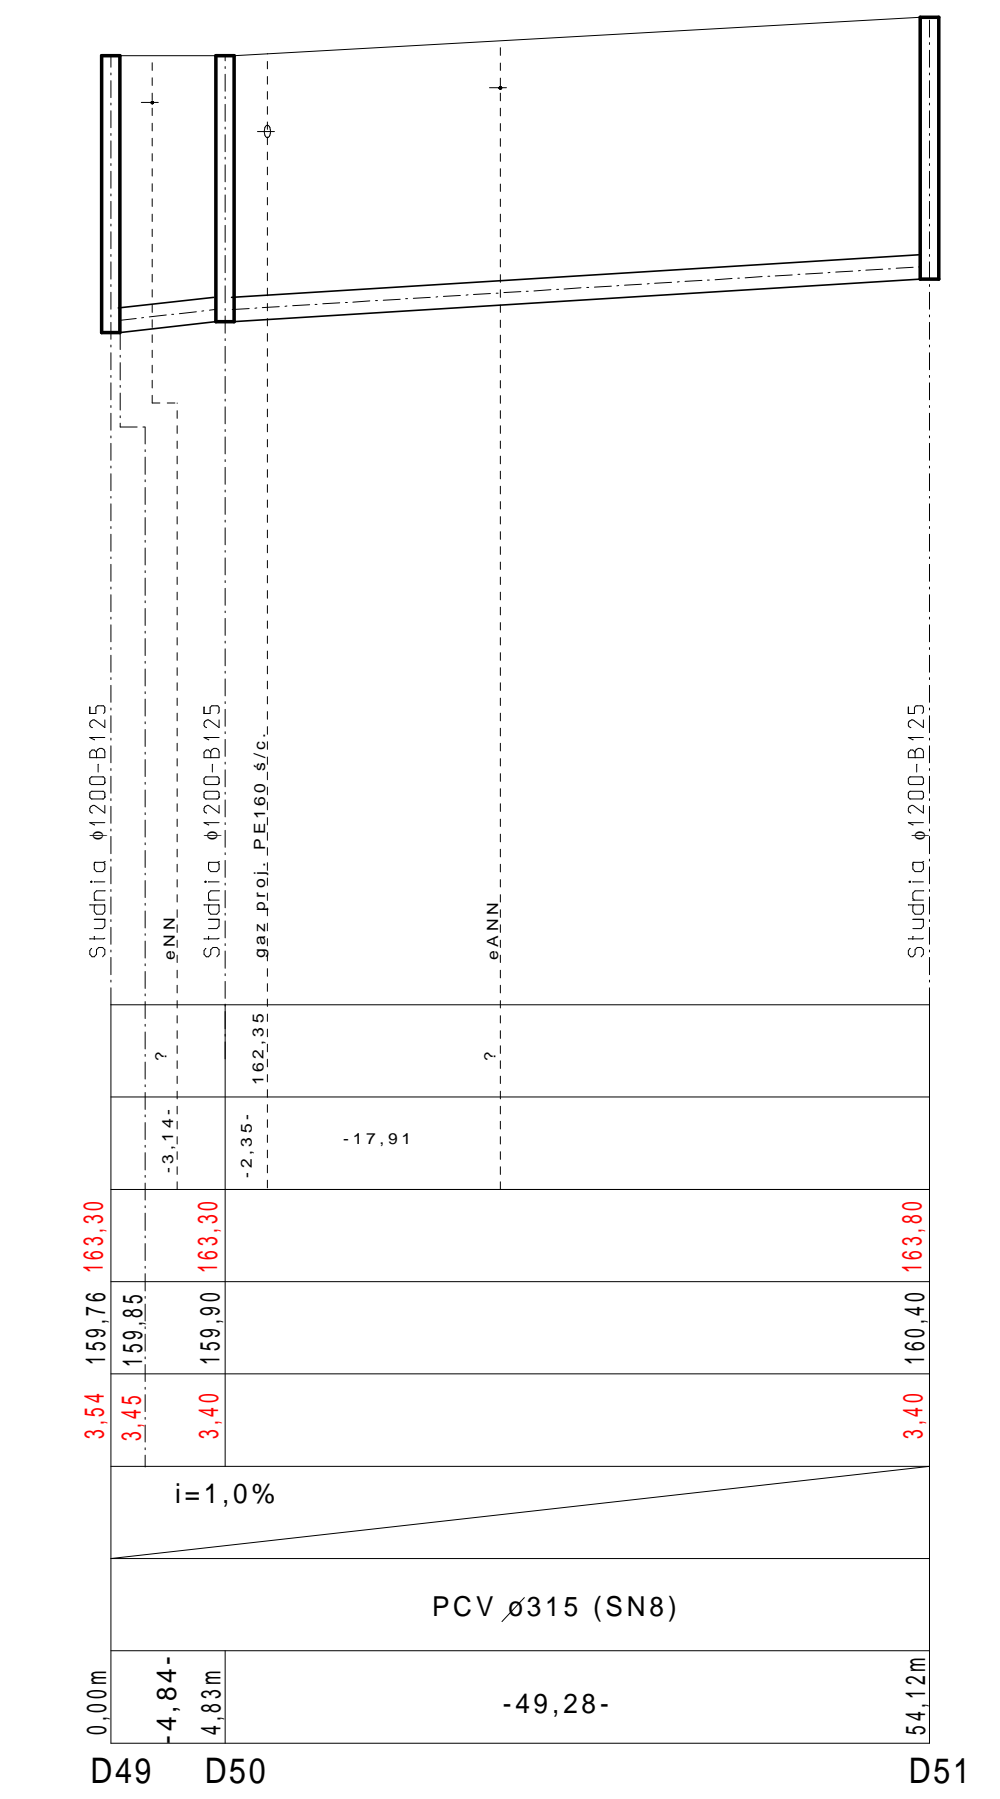 Studnia ϕ1200-B125
eNN
Studnia ϕ1200-B125
gaz proj. PE160 ś/c.
eANN
Studnia ϕ1200-B125
?
162,35
?
-3,14-
-2,35-
-17,91
163,30
163,30
163,80
159,76
159,85
159,90
160,40
3,54
3,45
3,40
3,40
i=1,0%
PCV ø315 (SN8)
0,00m
-4,84-
4,83m
-49,28-
54,12m
D49
D50
D51